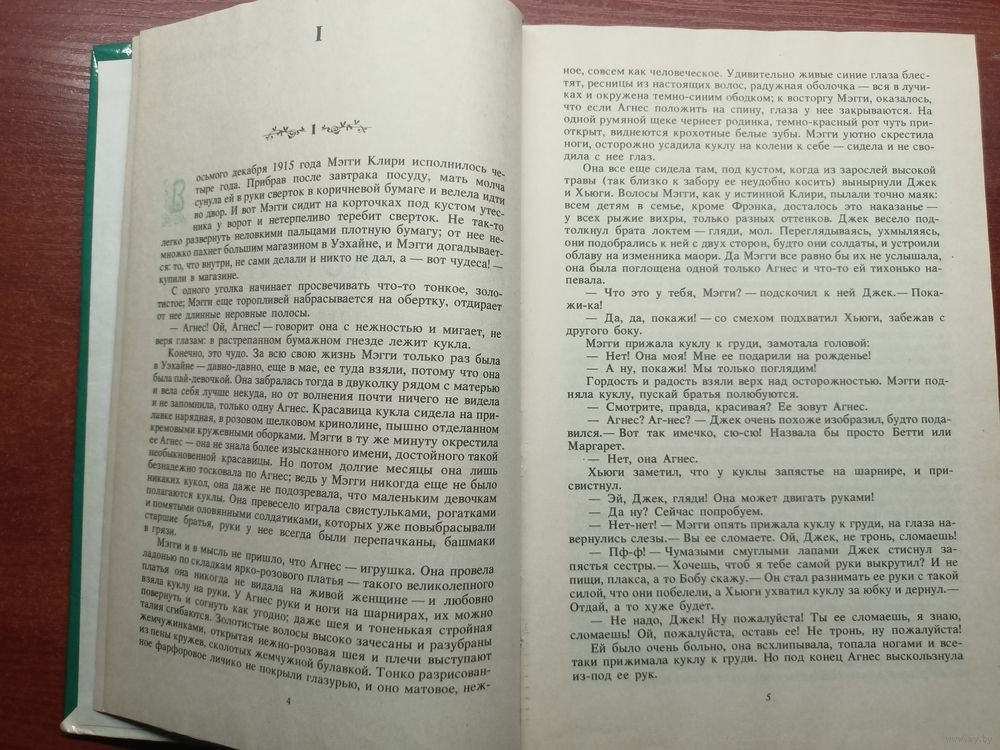 I
I
Восьмого декабря 1915 года Мэгги Клири исполнилось че-
тыре года. Прибрав после завтрака посуду, мать молча
сунула ей в руки сверток в коричневой бумаге и велела идти
во двор. И вот Мэгги сидит на корточках под кустом утес-
ника у ворот и нетерпеливо теребит сверток. Не так-то
легко развернуть неловкими пальцами плотную бумагу; от нее не-
множко пахнет большим магазином в Уэхайне, и Мэгги догадывает-
ся: то, что внутри, не сами делали и никто не дал, а — вот чудеса! —
купили в магазине.
С одного уголка начинает просвечивать что-то тонкое, золо-
тистое; Мэгги еще торопливей набрасывается на обертку, отдирает
от нее длинные неровные полосы.
— Агнес! Ой, Агнес! — говорит она с нежностью и мигает, не
веря глазам: в растрепанном бумажном гнезде лежит кукла.
Конечно, это чудо. За всю свою жизнь Мэгги только раз была
в Уэхайне — давно-давно, еще в мае, ее туда взяли, потому что она
была пай-девочкой. Она забралась тогда в двуколку рядом с матерью
и вела себя лучше некуда, но от волнения почти ничего не видела
и не запомнила, только одну Агнес. Красавица кукла сидела на при-
лавке нарядная, в розовом шелковом кринолине, пышно отделанном
кремовыми кружевными оборками. Мэгги в ту же минуту окрестила
ее Агнес — она не знала более изысканного имени, достойного такой
необыкновенной красавицы. Но потом долгие месяцы она лишь
безнадежно тосковала по Агнес; ведь у Мэгги никогда еще не было
никаких кукол, она даже не подозревала, что маленьким девочкам
полагаются куклы. Она превесело играла свистульками, рогатками
и помятыми оловянными солдатиками, которых уже повыбрасывали
старшие братья, руки у нее всегда были перепачканы, башмаки
в грязи.
Мэгги и в мысль не пришло, что Агнес — игрушка. Она провела
ладонью по складкам ярко-розового платья — такого великолепного
платья она никогда не видала на живой женщине — и любовно
взяла куклу на руки. У Агнес руки и ноги на шарнирах, их можно
повернуть и согнуть как угодно; даже шея и тоненькая стройная
талия сгибаются. Золотистые волосы высоко зачесаны и разубраны
жемчужинками, открытая нежно-розовая шея и плечи выступают
из пены кружев, сколотых жемчужной булавкой. Тонко разрисован-
ное фарфоровое личико не покрыли глазурью, и оно матовое, неж-
4
ное, совсем как человеческое. Удивительно живые синие глаза блес-
тят, ресницы из настоящих волос, радужная оболочка — вся в лучи-
ках и окружена темно-синим ободком; к восторгу Мэгги, оказалось,
что если Агнес положить на спину, глаза у нее закрываются. На
одной румяной щеке чернеет родинка, темно-красный рот чуть при-
открыт, виднеются крохотные белые зубы. Мэгги уютно скрестила
ноги, осторожно усадила куклу на колени к себе — сидела и не сво-
дила с нее глаз.
Она все еще сидела там, под кустом, когда из зарослей высокой
травы (так близко к забору ее неудобно косить) вынырнули Джек
и Хьюги. Волосы Мэгги, как у истинной Клири, пылали точно маяк:
всем детям в семье, кроме Фрэнка, досталось это наказанье —
у всех рыжие вихры, только разных оттенков. Джек весело под-
толкнул брата локтем — гляди, мол. Переглядываясь, ухмыляясь,
они подобрались к ней с двух сторон, будто они солдаты, и устроили
облаву на изменника маори. Да Мэгги все равно бы их не услышала,
она была поглощена одной только Агнес и что-то ей тихонько на-
певала.
— Что это у тебя, Мэгги? — подскочил к ней Джек.— Пока-
жи-ка!
— Да, да, покажи! — со смехом подхватил Хьюги, забежав с
другого боку.
Мэгги прижала куклу к груди, замотала головой:
— Нет! Она моя! Мне ее подарили на рожденье!
— А ну, покажи! Мы только поглядим!
Гордость и радость взяли верх над осторожностью. Мэгги под-
няла куклу, пускай братья полюбуются.
— Смотрите, правда, красивая? Ее зовут Агнес.
— Агнес? Аг-нес? — Джек очень похоже изобразил, будто пода-
вился.— Вот так имечко, сю-сю! Назвала бы просто Бетти или
Маргарет.
— Нет, она Агнес.
Хьюги заметил, что у куклы запястье на шарнире, и при-
свистнул.
— Эй, Джек, гляди! Она может двигать руками!
— Да ну? Сейчас попробуем.
— Нет-нет! — Мэгги опять прижала куклу к груди, на глаза на-
вернулись слезы.— Вы ее сломаете. Ой, Джек, не тронь, сломаешь!
— Пф-ф! — Чумазыми смуглыми лапами Джек стиснул за-
пястья сестры.— Хочешь, чтоб я тебе самой руки выкрутил? И не
пищи, плакса, а то Бобу скажу.— Он стал разнимать ее руки с такой
силой, что они побелели, а Хьюги ухватил куклу за юбку и дернул.—
Отдай, а то хуже будет.
— Не надо, Джек! Ну пожалуйста! Ты ее сломаешь, я знаю,
сломаешь! Ой, пожалуйста, оставь ее! Не тронь, ну пожалуйста!
Ей было очень больно, она всхлипывала, топала ногами и все-
таки прижимала куклу к груди. Но под конец Агнес выскользнула
из-под ее рук.
5
www.ay.by